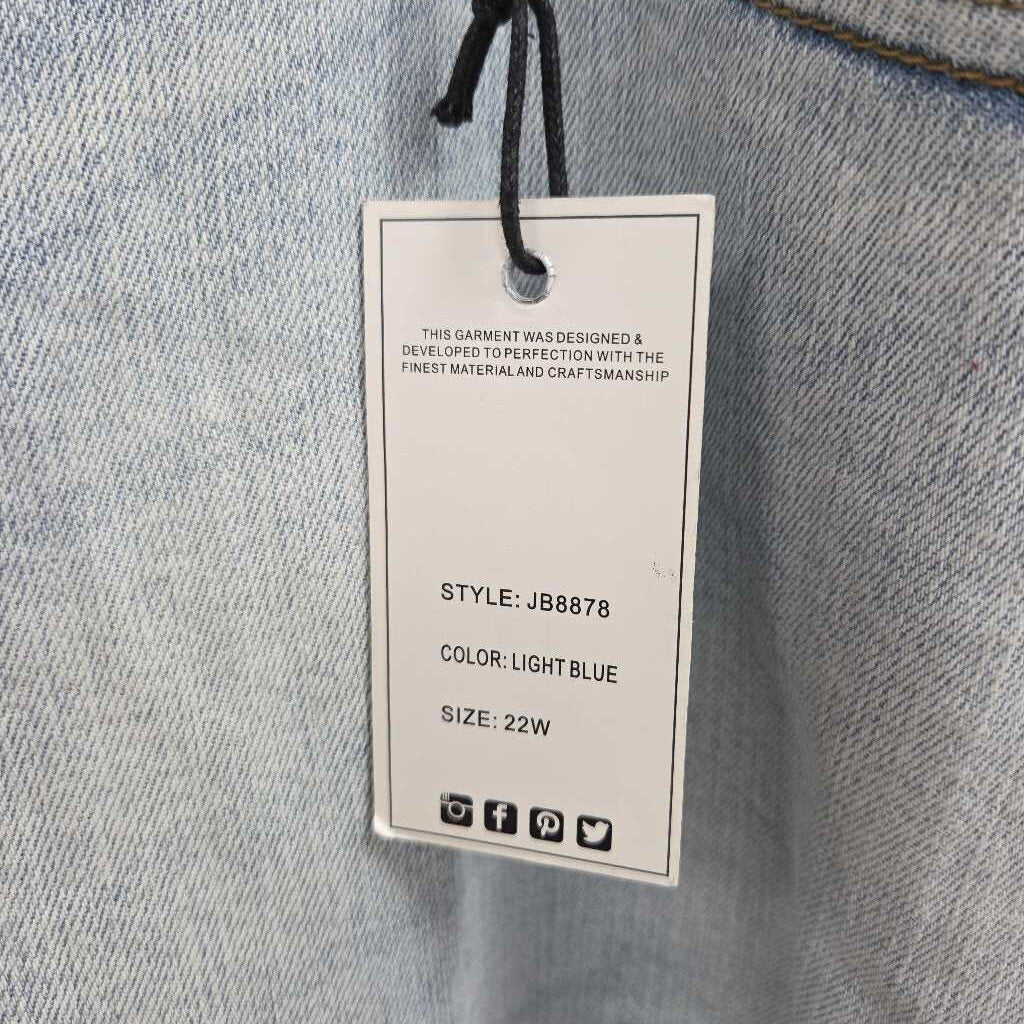 THIS GARMENT WAS DESIGNED &
DEVELOPED TO PERFECTION WITH THE
FINEST MATERIAL AND CRAFTSMANSHIP
STYLE: JB8878
COLOR: LIGHT BLUE
SIZE: 22W